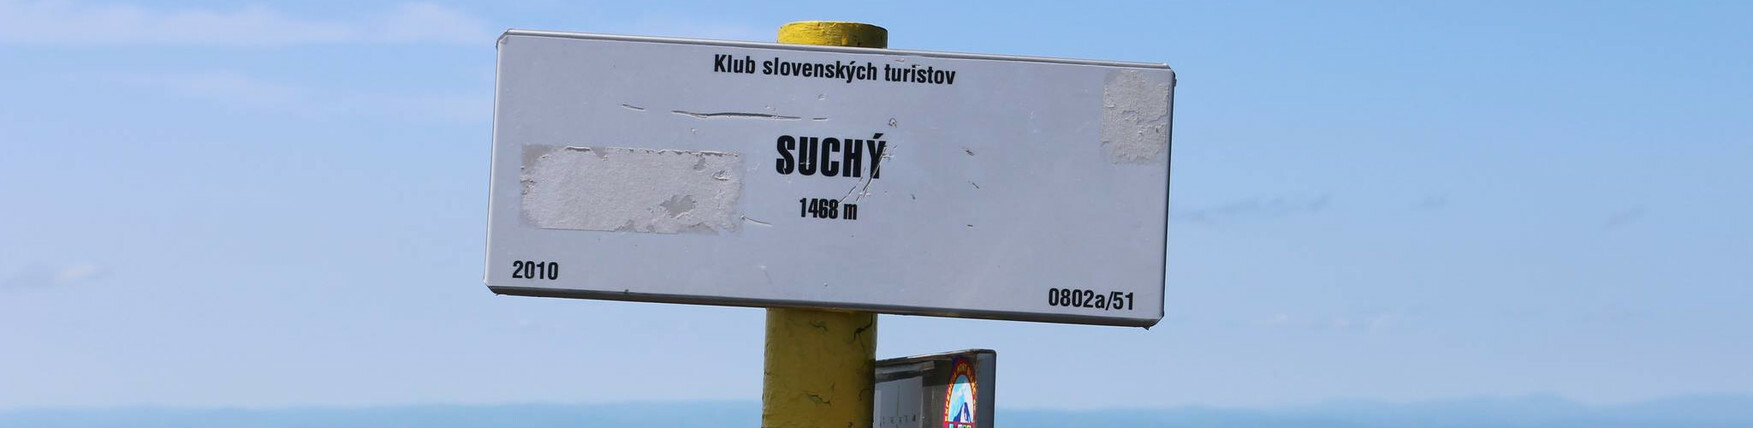 Klub slovenských turistov
SUCHÝ
1468 m
2010
0802a/51